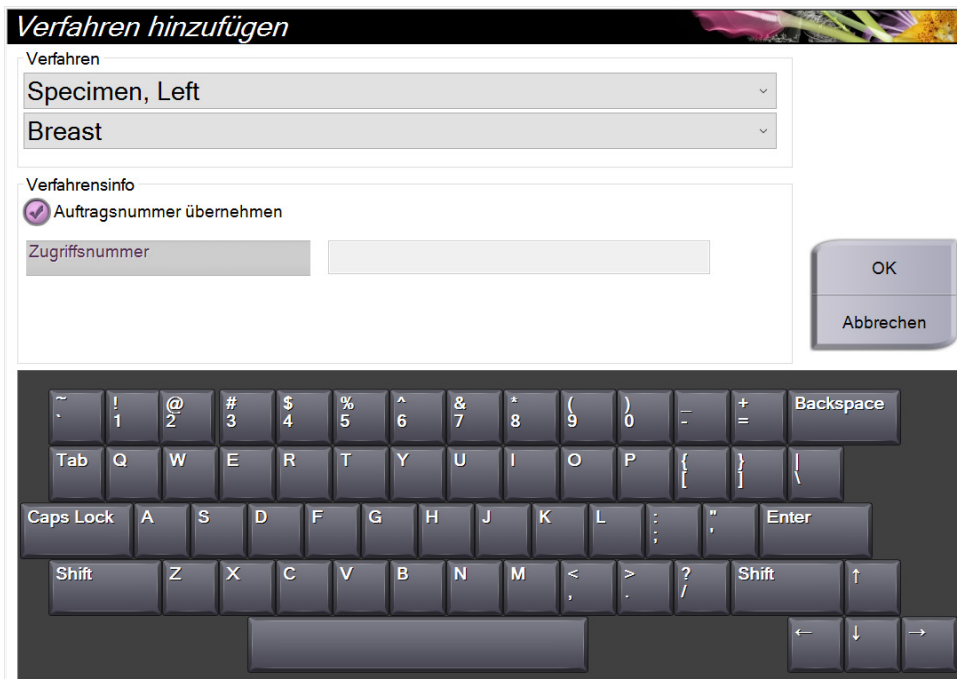 Verfahren hinzufügen
Verfahren
Specimen, Left
Breast
Verfahrensinfo
Auftragsnummer übernehmen
Zugriffsnummer
OK
Abbrechen
~ ! @ # $ % ^ & * ( ) _ + Backspace
` 1 2 3 4 5 6 7 8 9 0 - =
Tab Q W E R T Y U I O P { } |
[ ] \
Caps Lock A S D F G H J K L : " Enter
; '
Shift Z X C V B N M < > ? Shift ↑
, . /
← ↓ →